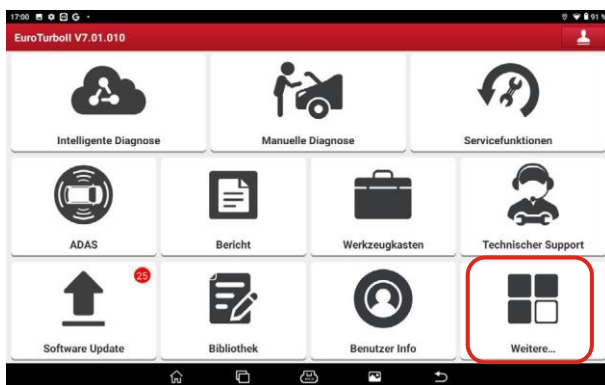 17:00
91 %
EuroTurboII V7.01.010
Intelligente Diagnose
Manuelle Diagnose
Servicefunktionen
ADAS
Bericht
Werkzeugkasten
Technischer Support
25
Software Update
Bibliothek
Benutzer Info
Weitere...